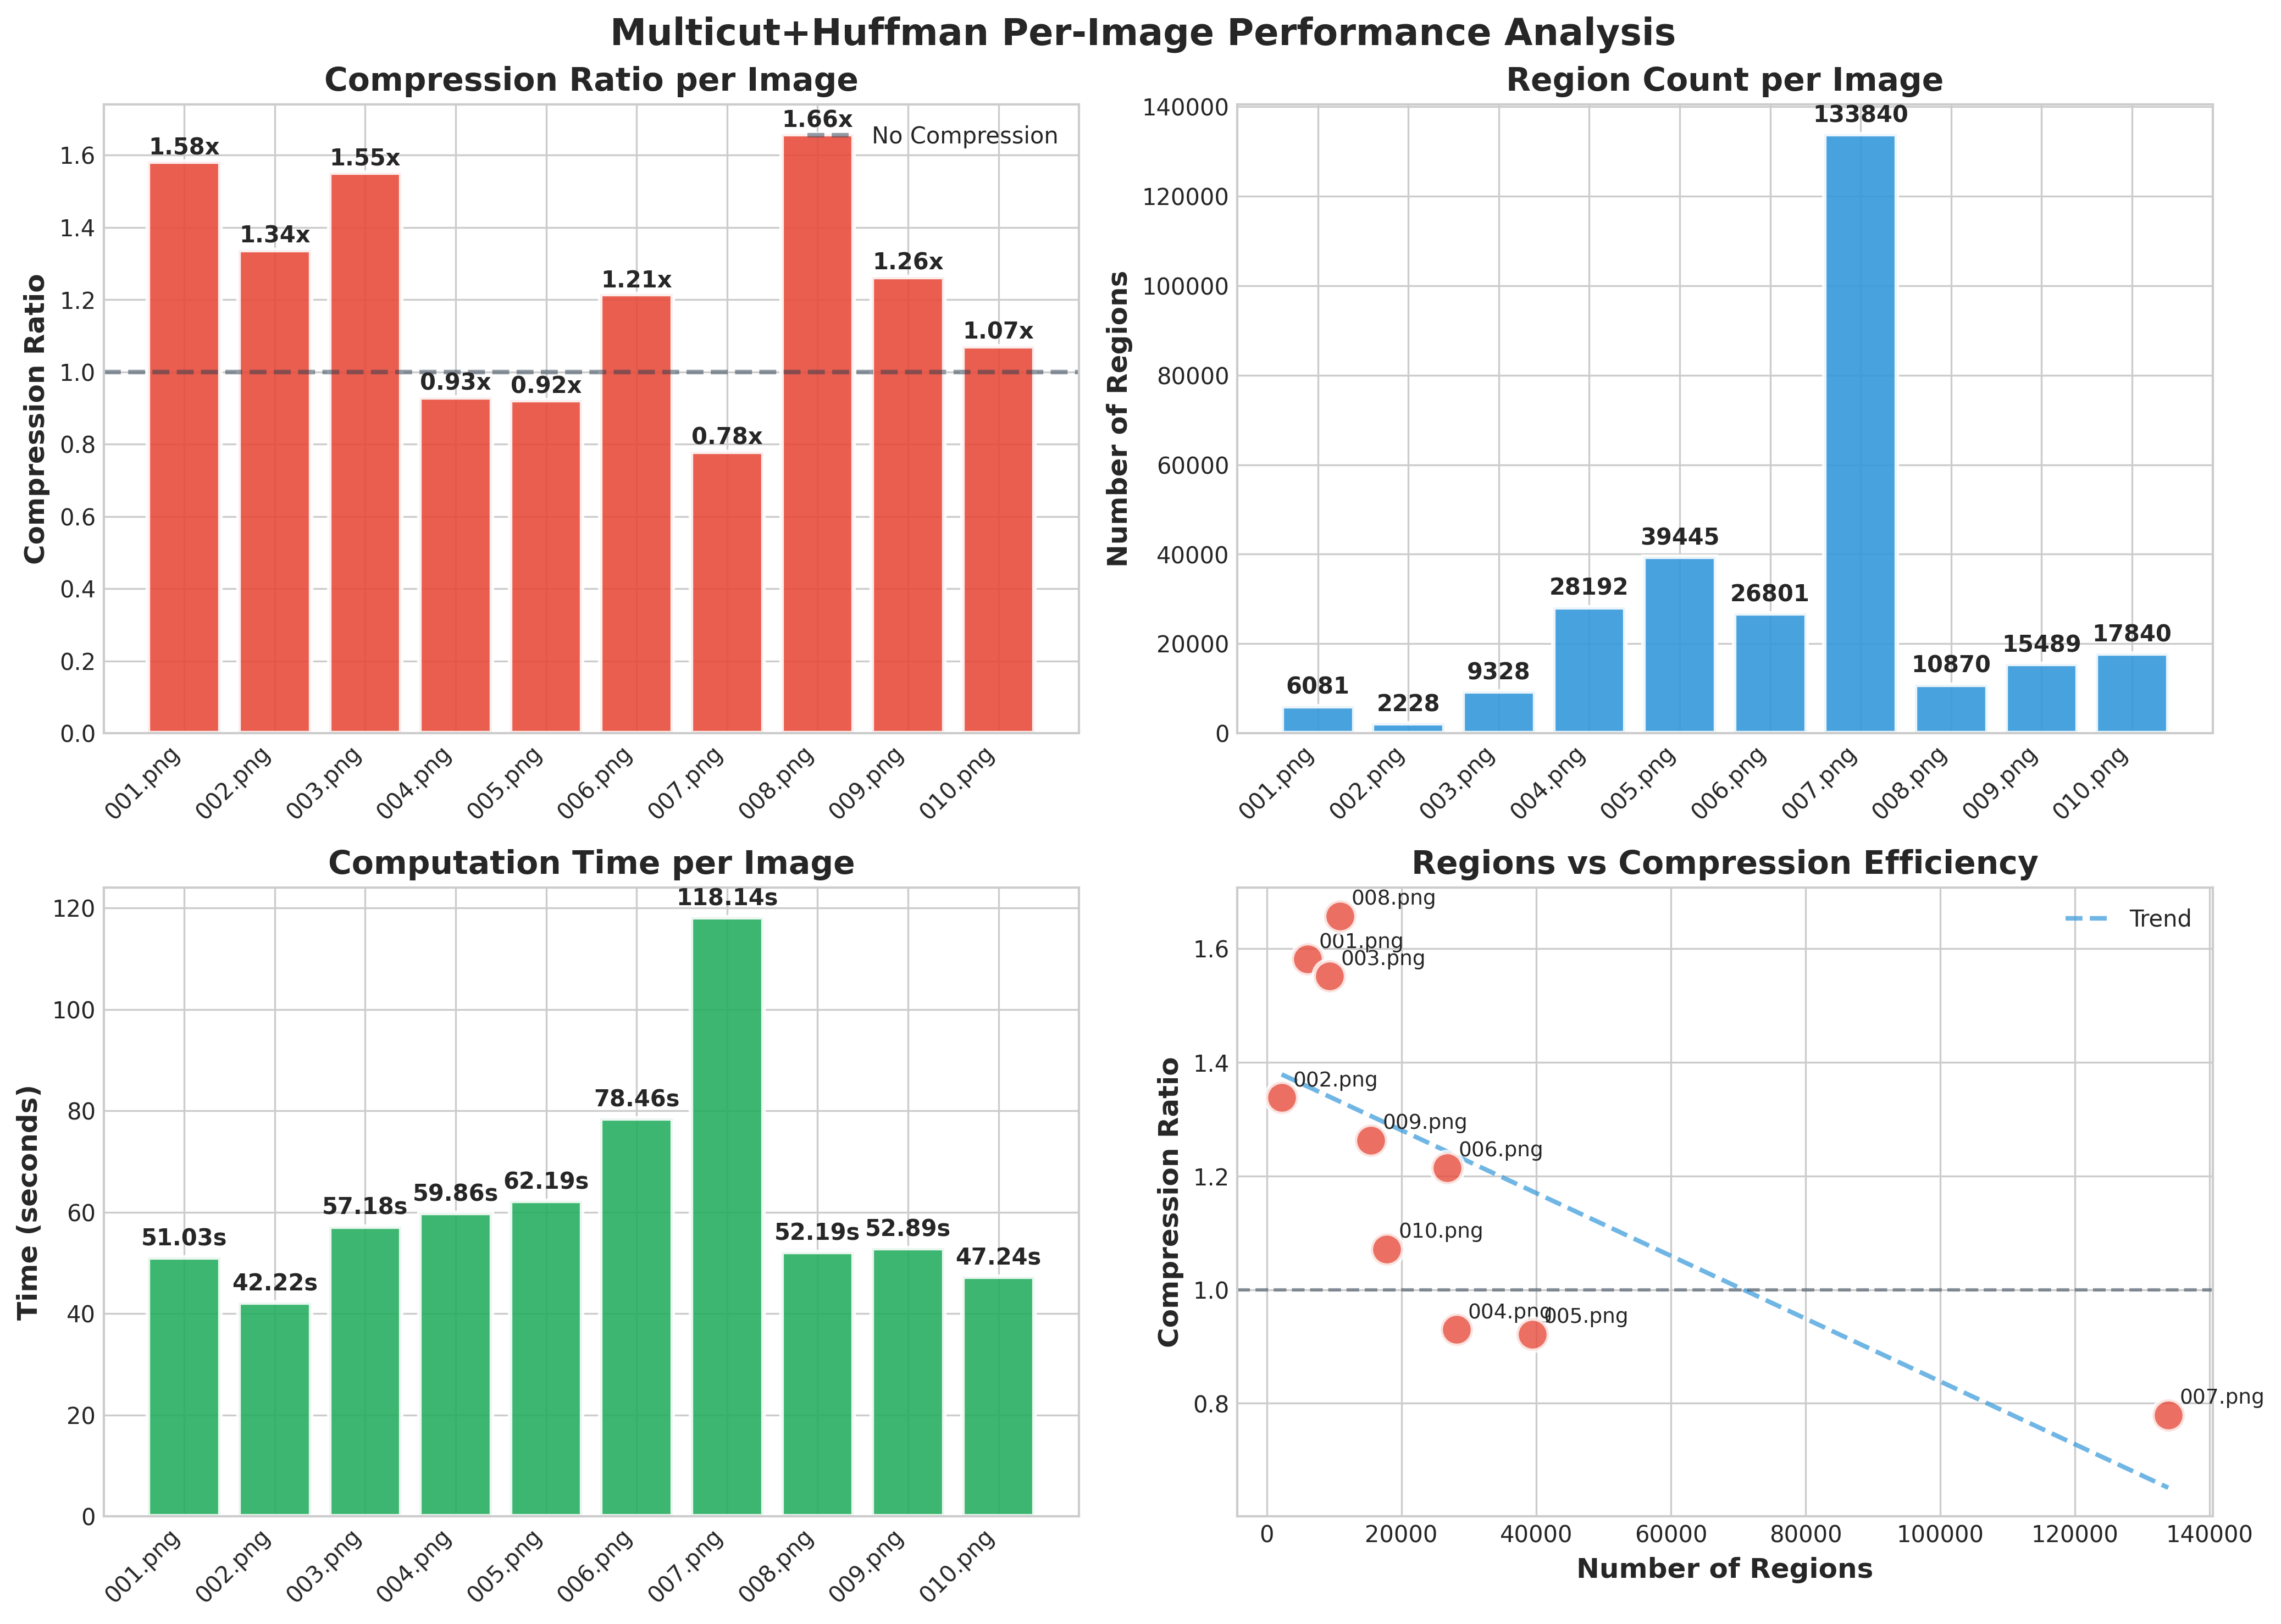 Multicut+Huffman Per-Image Performance Analysis
Compression Ratio per Image
Compression Ratio
0.0
0.2
0.4
0.6
0.8
1.0
1.2
1.4
1.6
1.58x
1.34x
1.55x
0.93x
0.92x
1.21x
0.78x
1.66x
1.26x
1.07x
No Compression
001.png
002.png
003.png
004.png
005.png
006.png
007.png
008.png
009.png
010.png
Region Count per Image
Number of Regions
0
20000
40000
60000
80000
100000
120000
140000
6081
2228
9328
28192
39445
26801
133840
10870
15489
17840
001.png
002.png
003.png
004.png
005.png
006.png
007.png
008.png
009.png
010.png
Computation Time per Image
Time (seconds)
0
20
40
60
80
100
120
51.03s
42.22s
57.18s
59.86s
62.19s
78.46s
118.14s
52.19s
52.89s
47.24s
001.png
002.png
003.png
004.png
005.png
006.png
007.png
008.png
009.png
010.png
Regions vs Compression Efficiency
Compression Ratio
0.8
1.0
1.2
1.4
1.6
Trend
008.png
001.png
003.png
002.png
009.png
006.png
010.png
004.png
005.png
007.png
0
20000
40000
60000
80000
100000
120000
140000
Number of Regions